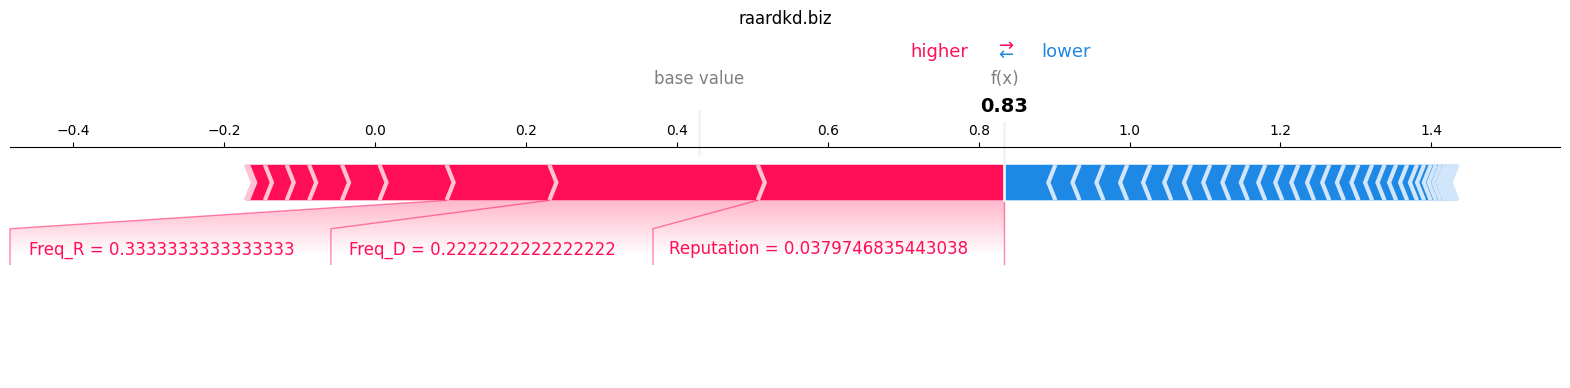 raardkd.biz
higher ⇄ lower
base value f(x)
0.83
−0.4 −0.2 0.0 0.2 0.4 0.6 0.8 1.0 1.2 1.4
Freq_R = 0.3333333333333333 Freq_D = 0.2222222222222222 Reputation = 0.0379746835443038